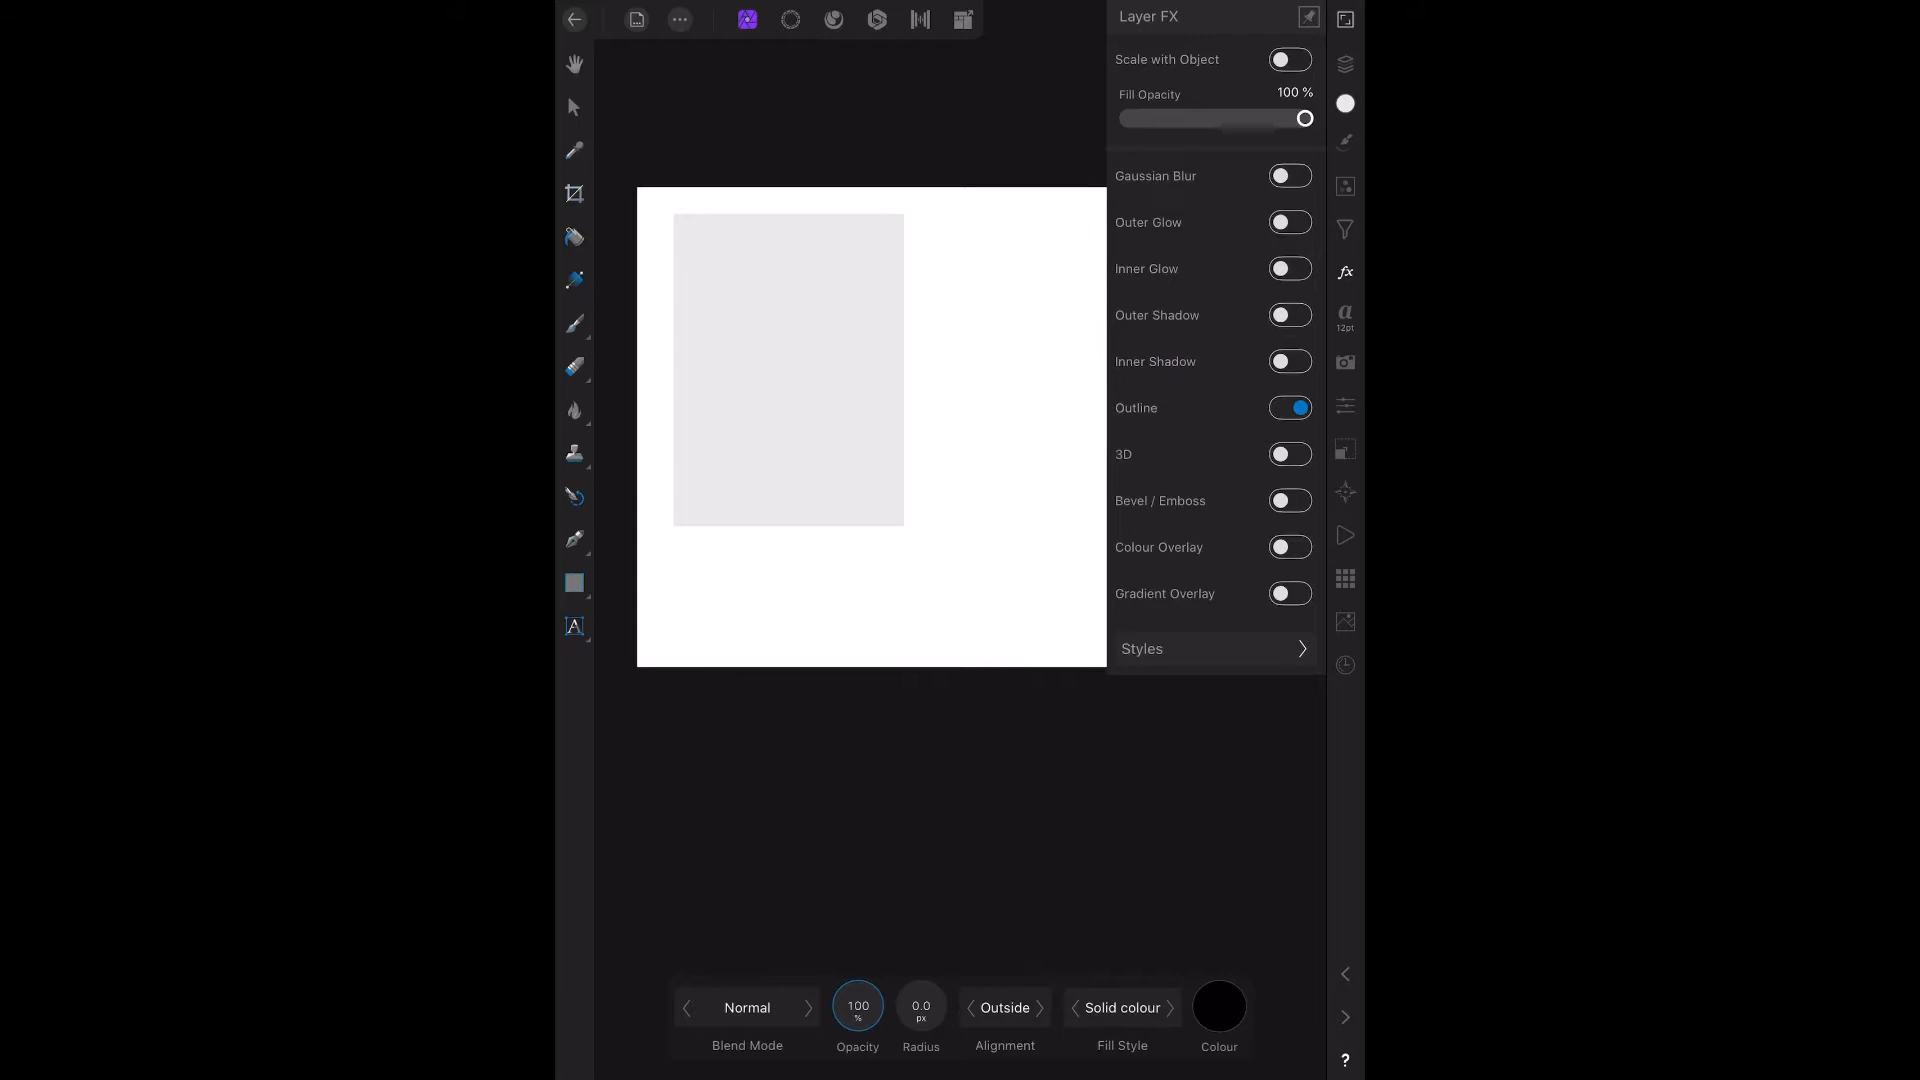 Layer FX
Scale with Object
Fill Opacity 100 %
Gaussian Blur
Outer Glow
Inner Glow
Outer Shadow
Inner Shadow
a
12pt
Outline
3D
Bevel / Emboss
Colour Overlay
Gradient Overlay
A
Styles
Normal 100 % 0.0 px Outside Solid colour
Blend Mode Opacity Radius Alignment Fill Style Colour
?
fx